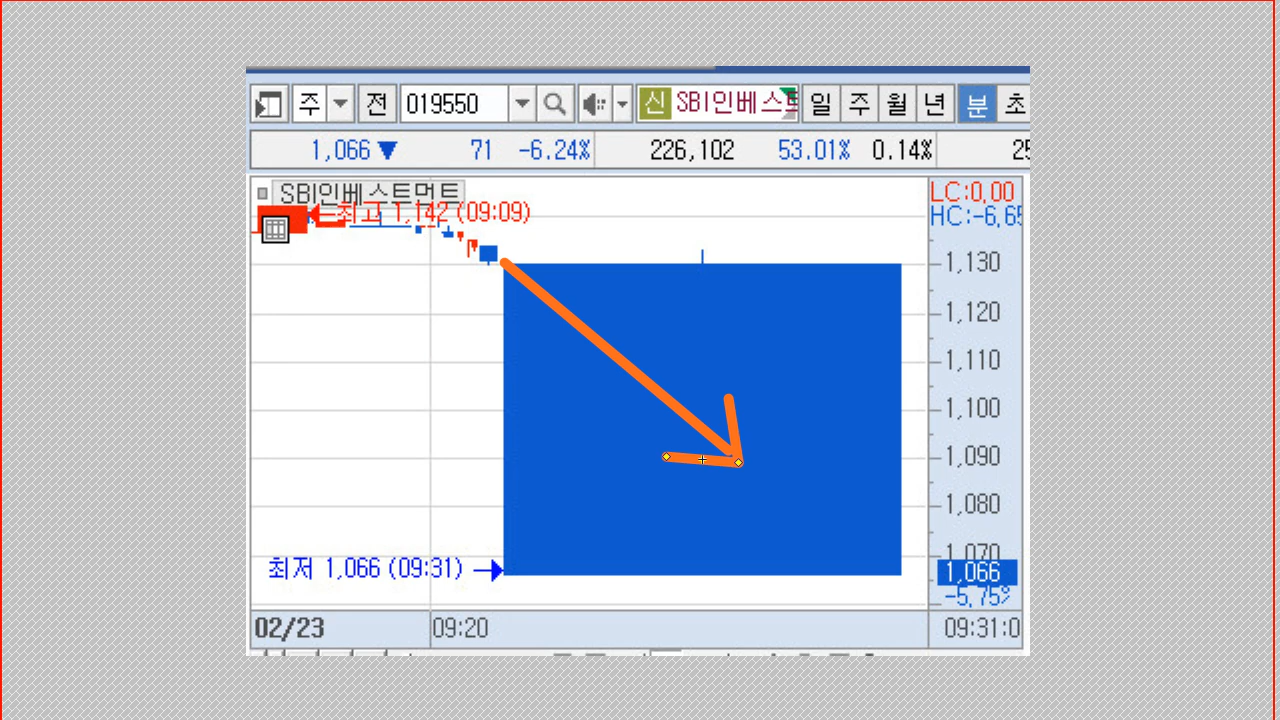 주 전 019550 신 SBI인베스트 일 주 월 년 분 초
1,066 ▼ 71 -6.24% 226,102 53.01% 0.14%
SBI인베스트먼트
LC:0,00
최고 1,142 (09:09)
HC:-6,65
1,130
1,120
1,110
1,100
1,090
1,080
1,070
최저 1,066 (09:31)
1,066
-5,75%
02/23 09:20 09:31:0